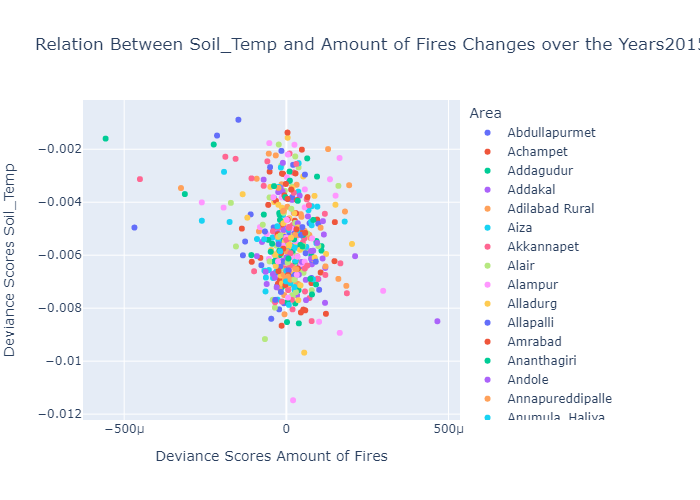 Relation Between Soil_Temp and Amount of Fires Changes over the Years2015
Area
Abdullapurmet
Achampet
Addagudur
Addakal
Adilabad Rural
Aiza
Akkannapet
Alair
Alampur
Alladurg
Allapalli
Amrabad
Ananthagiri
Andole
Annapureddipalle
Anumula_Haliya
−0.002
−0.004
−0.006
−0.008
−0.01
−0.012
−500μ
0
500μ
Deviance Scores Soil_Temp
Deviance Scores Amount of Fires